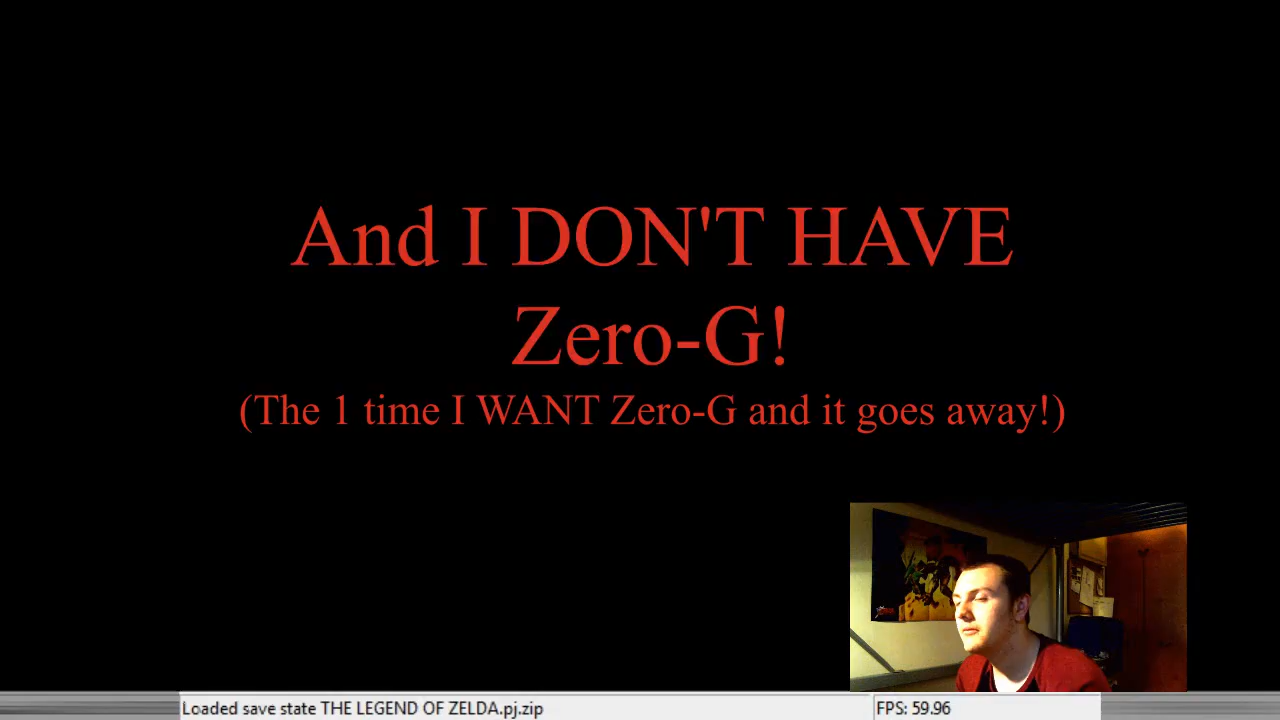 And I DON'T HAVE
Zero-G!
(The 1 time I WANT Zero-G and it goes away!)
Loaded save state THE LEGEND OF ZELDA.pj.zip
FPS: 59.96